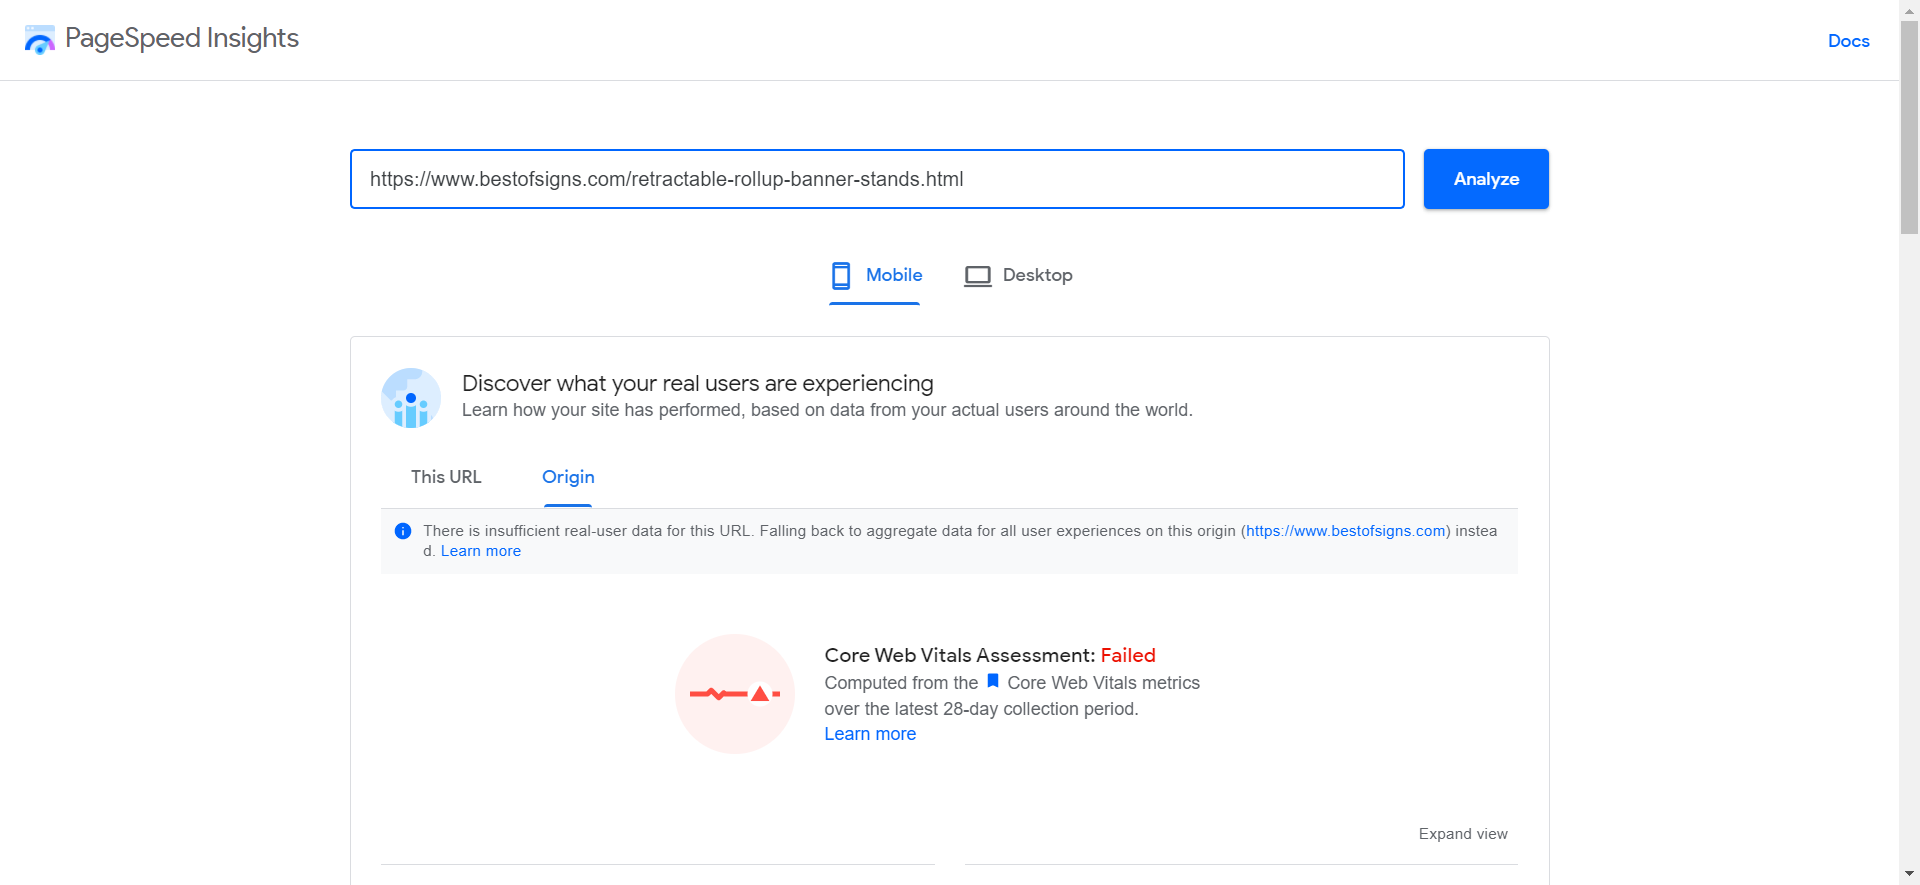 PageSpeed Insights
Docs
https://www.bestofsigns.com/retractable-rollup-banner-stands.html
Analyze
Mobile
Desktop
Discover what your real users are experiencing
Learn how your site has performed, based on data from your actual users around the world.
This URL
Origin
There is insufficient real-user data for this URL. Falling back to aggregate data for all user experiences on this origin (https://www.bestofsigns.com) instea
d. Learn more
Core Web Vitals Assessment: Failed
Computed from the Core Web Vitals metrics
over the latest 28-day collection period.
Learn more
Expand view